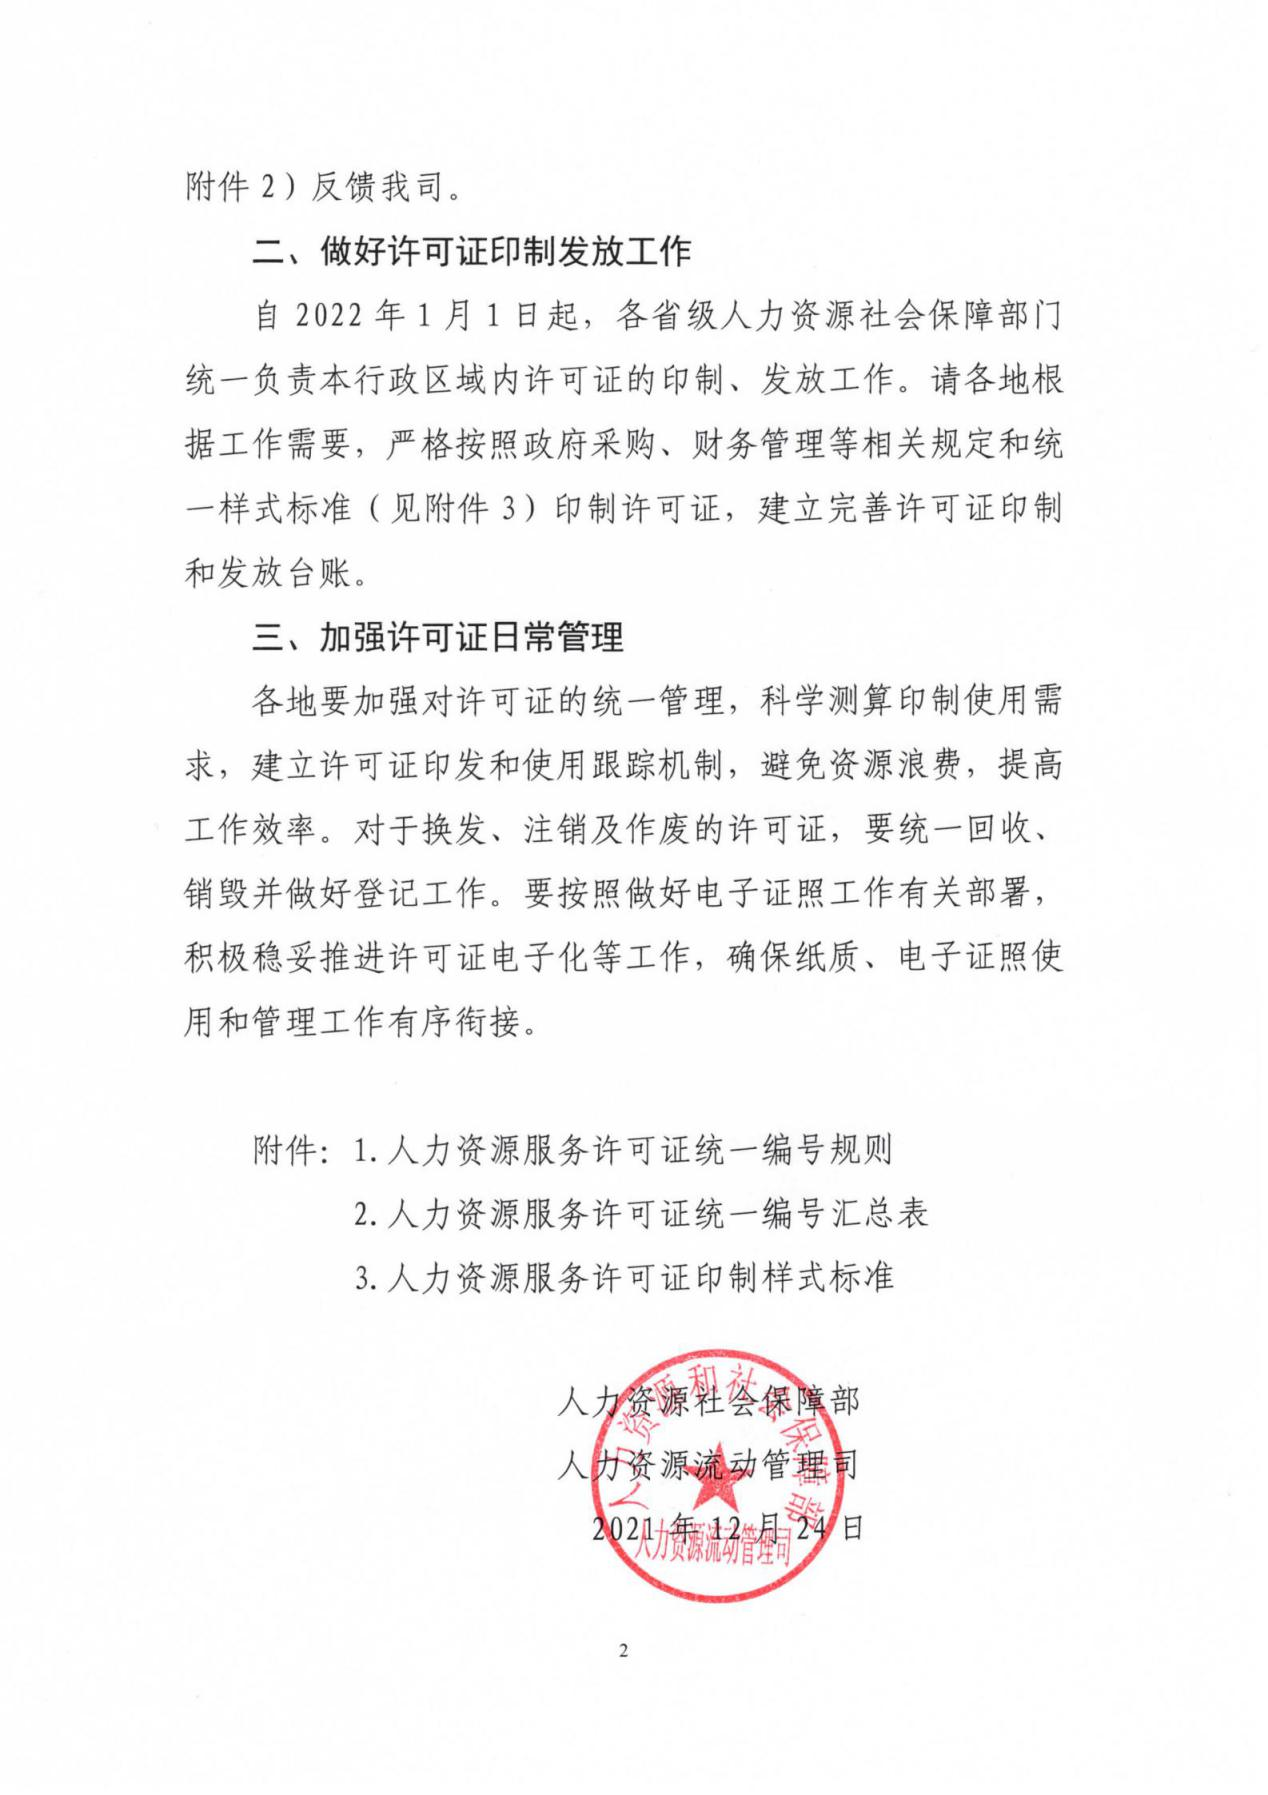 附件 2）反馈我司。
二、做好许可证印制发放工作
自 2022 年 1 月 1 日起，各省级人力资源社会保障部门
统一负责本行政区域内许可证的印制、发放工作。请各地根
据工作需要，严格按照政府采购、财务管理等相关规定和统
一样式标准（见附件 3）印制许可证，建立完善许可证印制
和发放台账。
三、加强许可证日常管理
各地要加强对许可证的统一管理，科学测算印制使用需
求，建立许可证印发和使用跟踪机制，避免资源浪费，提高
工作效率。对于换发、注销及作废的许可证，要统一回收、
销毁并做好登记工作。要按照做好电子证照工作有关部署，
积极稳妥推进许可证电子化等工作，确保纸质、电子证照使
用和管理工作有序衔接。
附件：1.人力资源服务许可证统一编号规则
2.人力资源服务许可证统一编号汇总表
3.人力资源服务许可证印制样式标准
人力资源社会保障部
人力资源流动管理司
2021 年 12 月 24 日
人力资源和社会保障部
人力资源流动管理司
2